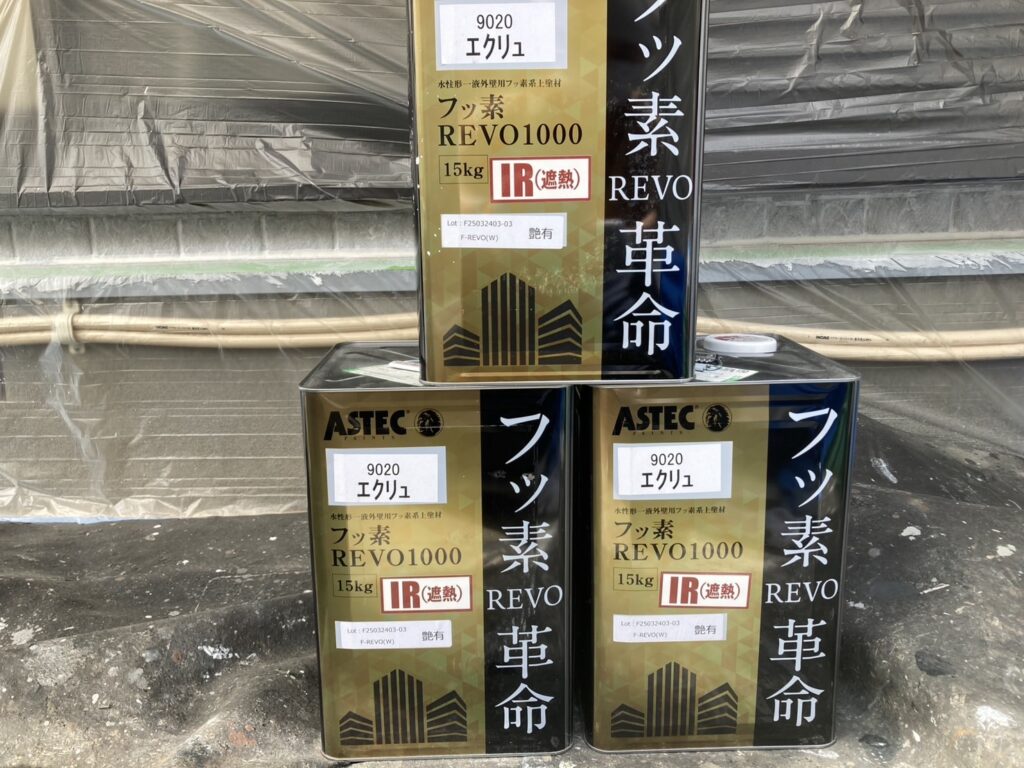 9020
エクリュ
水性形一液外壁用フッ素系上塗材
フッ素
REVO1000
15kg
IR(遮熱)
Lot : F25032403-03
F-REVO(W)
艶有
フッ素
REVO
革命
ASTEC
PAINTS
9020
エクリュ
水性形一液外壁用フッ素系上塗材
フッ素
REVO1000
15kg
IR(遮熱)
Lot : F25032403-03
F-REVO(W)
艶有
フッ素
REVO
革命
ASTEC
PAINTS
9020
エクリュ
水性形一液外壁用フッ素系上塗材
フッ素
REVO1000
15kg
IR(遮熱)
Lot : F25032403-03
F-REVO(W)
艶有
フッ素
REVO
革命